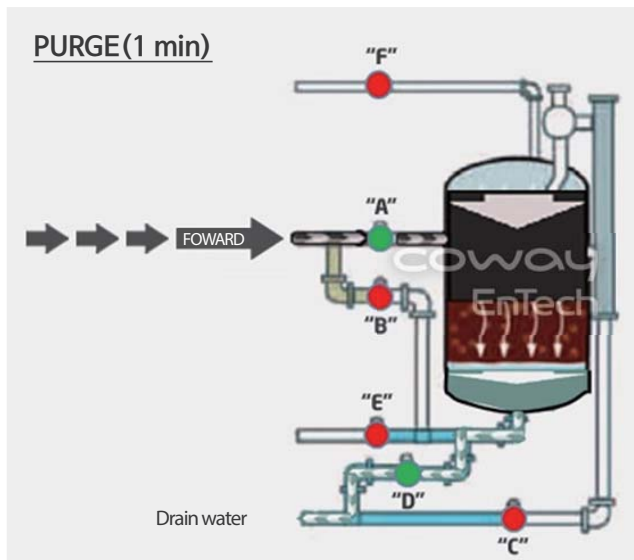 PURGE(1 min)
"F"
"A"
FOWARD
coway
EnTech
"B"
"E"
"D"
Drain water
"C"